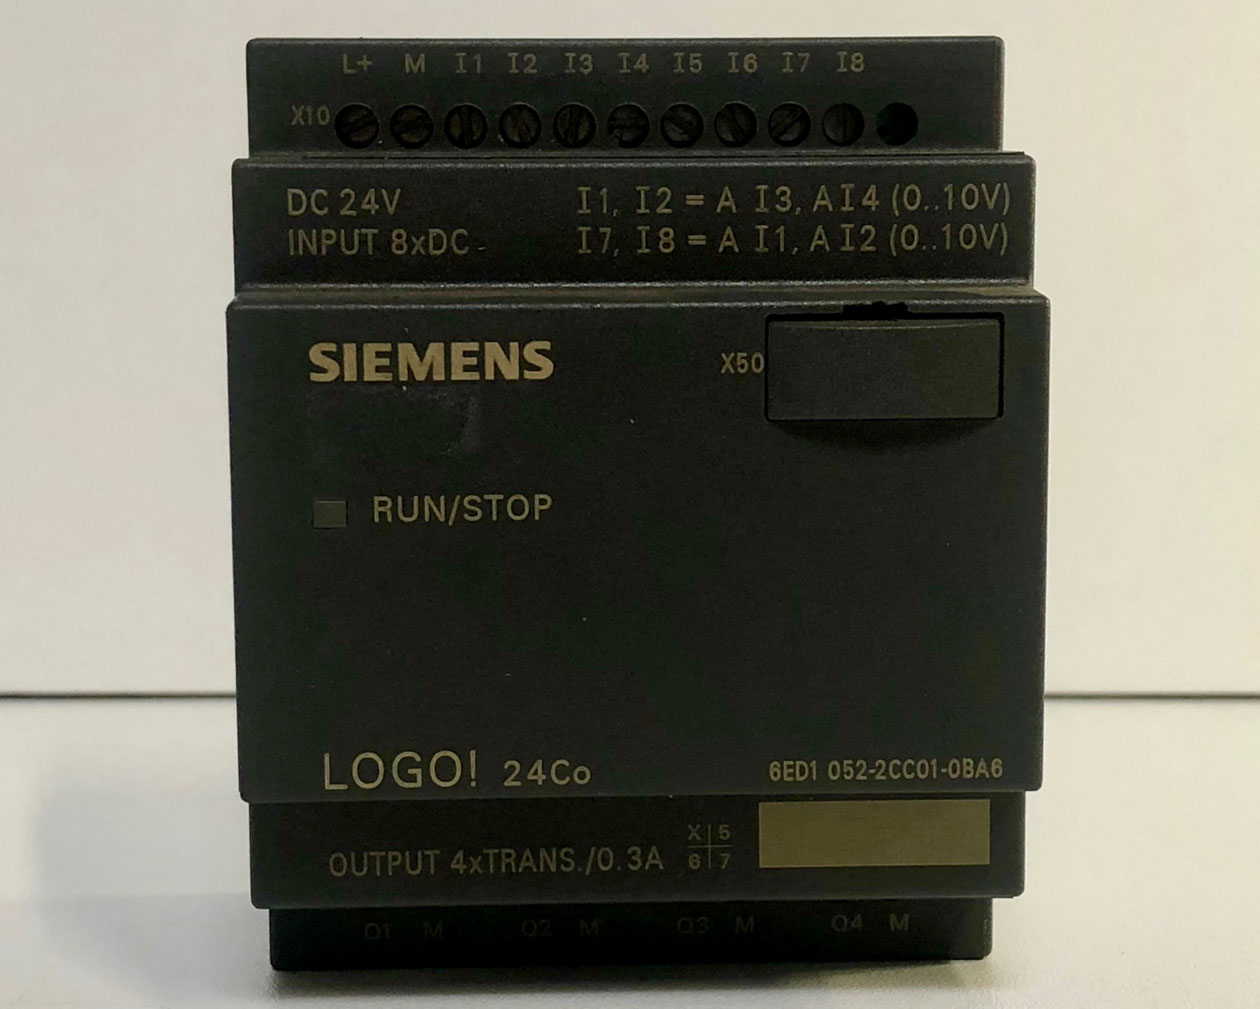 L+ M I1 I2 I3 I4 I5 I6 I7 I8
X10
DC 24V I1, I2 = A I3, A I4 (0..10V)
INPUT 8xDC I7, I8 = A I1, A I2 (0..10V)
SIEMENS
X50
RUN/STOP
LOGO! 24Co 6ED1 052-2CC01-0BA6
X 5
OUTPUT 4xTRANS./0.3A 6 7
Q1 M Q2 M Q3 M Q4 M